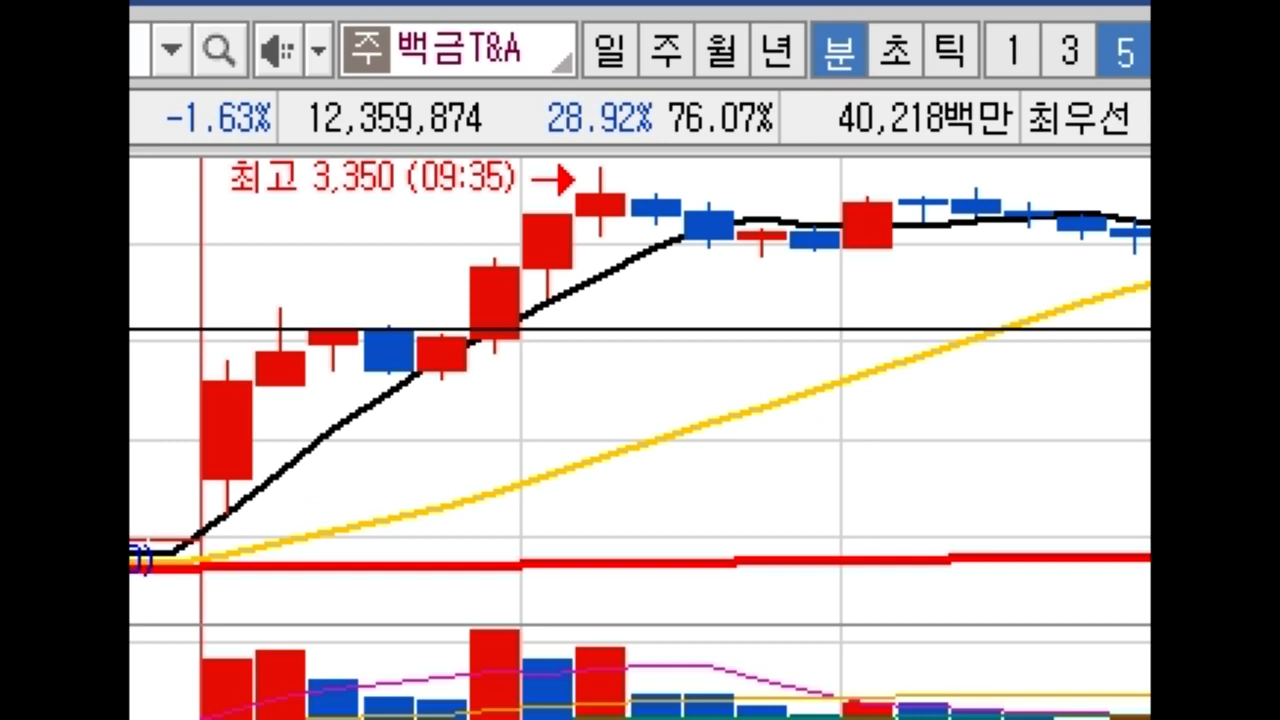 주 백금T&A 일 주 월 년 분 초 틱 1 3 5
-1.63% 12,359,874 28.92% 76.07% 40,218백만 최우선
최고 3,350 (09:35)